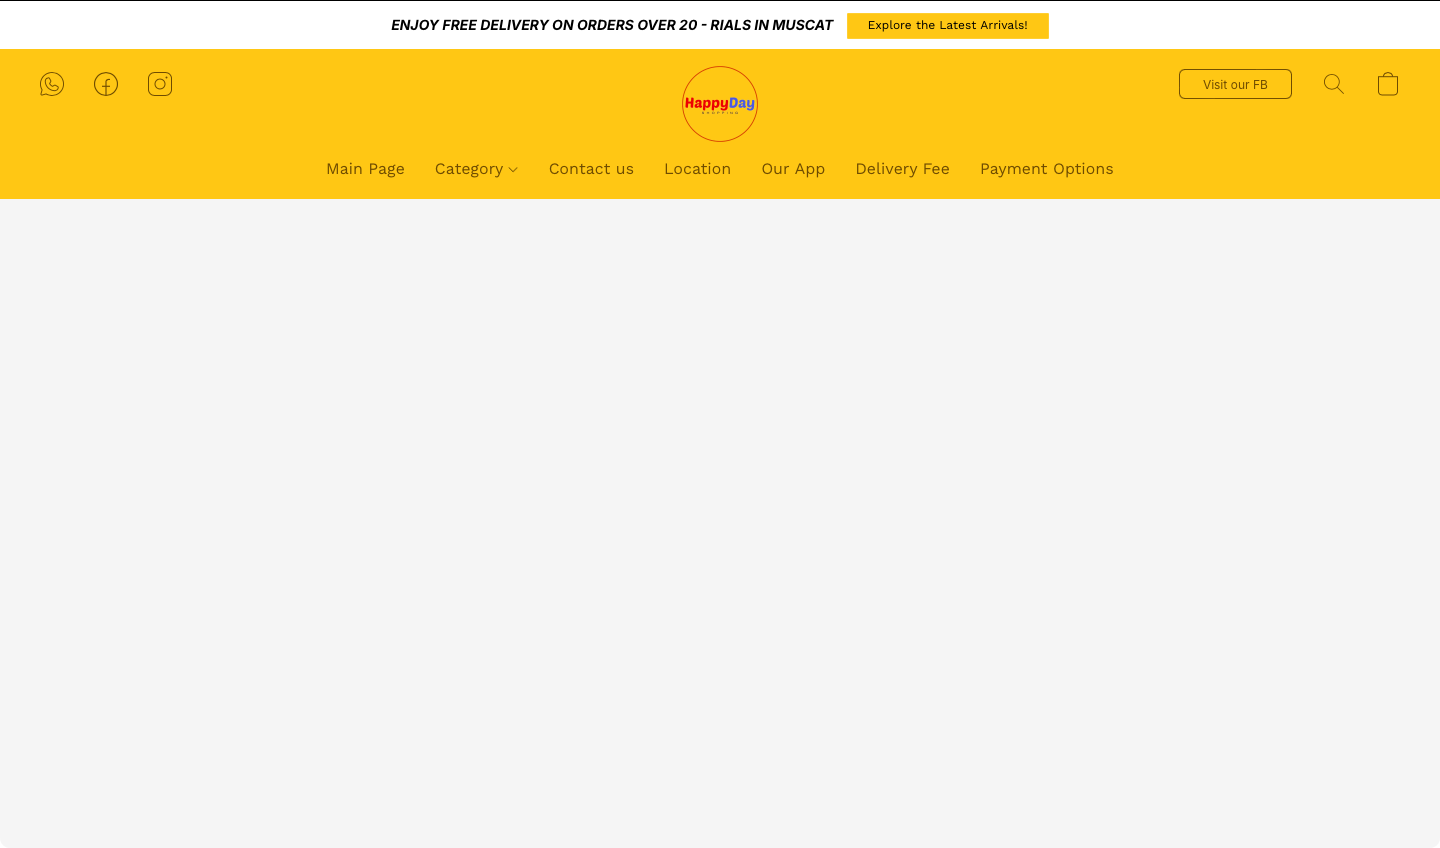 ENJOY FREE DELIVERY ON ORDERS OVER 20 - RIALS IN MUSCAT
Explore the Latest Arrivals!
HappyDay
SHOPPING
Visit our FB
Main Page
Category
Contact us
Location
Our App
Delivery Fee
Payment Options